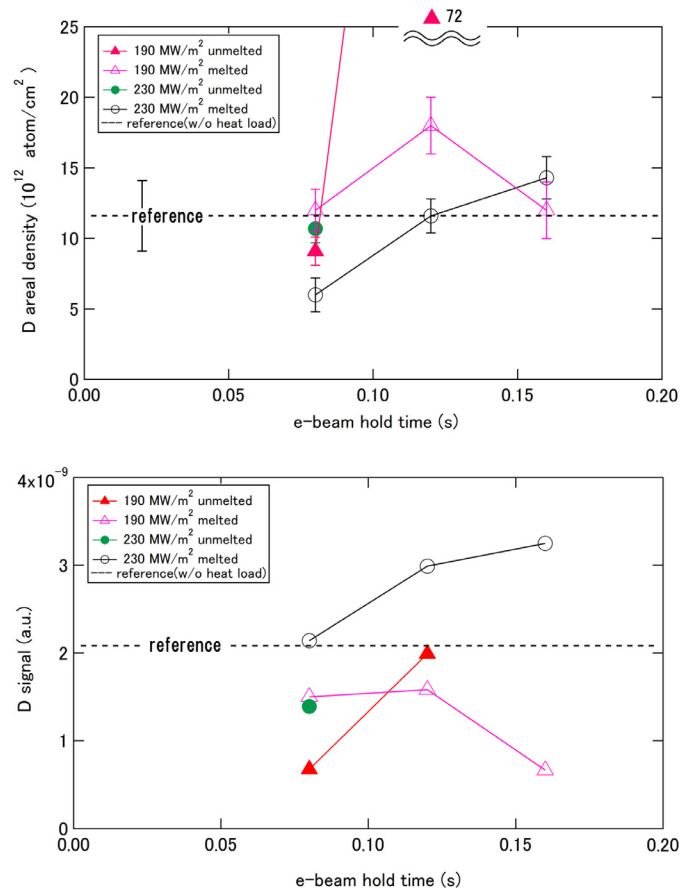 72
25
20
15
10
5
0
D areal density (10¹² atom/cm²)
190 MW/m² unmelted
190 MW/m² melted
230 MW/m² unmelted
230 MW/m² melted
reference(w/o heat load)
reference
0.00
0.05
0.10
0.15
0.20
e-beam hold time (s)
4x10⁻⁹
3
2
1
0
D signal (a.u.)
190 MW/m² unmelted
190 MW/m² melted
230 MW/m² unmelted
230 MW/m² melted
reference(w/o heat load)
reference
0.00
0.05
0.10
0.15
0.20
e-beam hold time (s)